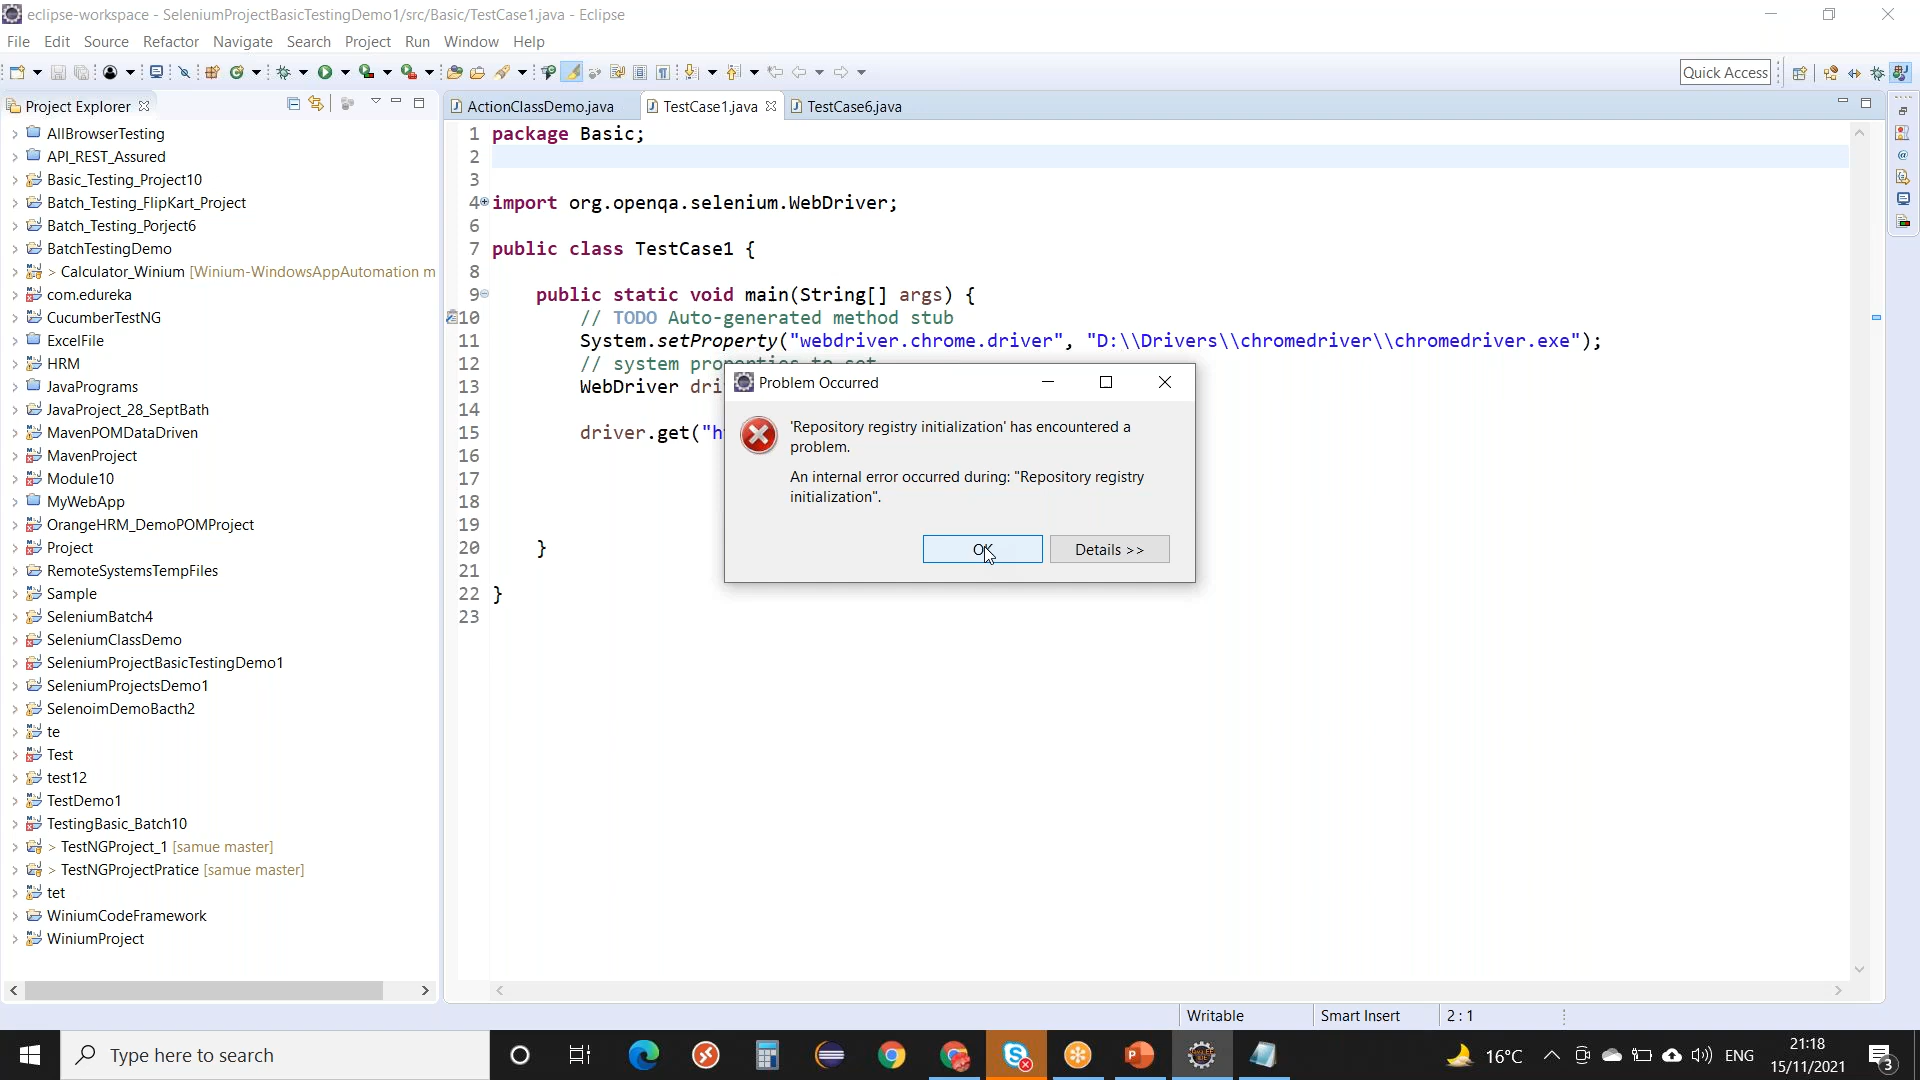 eclipse-workspace - SeleniumProjectBasicTestingDemo1/src/Basic/TestCase1.java - Eclipse
File Edit Source Refactor Navigate Search Project Run Window Help
Quick Access
Project Explorer
AllBrowserTesting
API_REST_Assured
Basic_Testing_Project10
Batch_Testing_FlipKart_Project
Batch_Testing_Porject6
BatchTestingDemo
> Calculator_Winium [Winium-WindowsAppAutomation m
com.edureka
CucumberTestNG
ExcelFile
HRM
JavaPrograms
JavaProject_28_SeptBath
MavenPOMDataDriven
MavenProject
Module10
MyWebApp
OrangeHRM_DemoPOMProject
Project
RemoteSystemsTempFiles
Sample
SeleniumBatch4
SeleniumClassDemo
SeleniumProjectBasicTestingDemo1
SeleniumProjectsDemo1
SelenoimDemoBacth2
te
Test
test12
TestDemo1
TestingBasic_Batch10
> TestNGProject_1 [samue master]
> TestNGProjectPratice [samue master]
tet
WiniumCodeFramework
WiniumProject
ActionClassDemo.java TestCase1.java TestCase6.java
1 package Basic;
2
3
4 import org.openqa.selenium.WebDriver;
6
7 public class TestCase1 {
8
9 public static void main(String[] args) {
10 // TODO Auto-generated method stub
11 System.setProperty("webdriver.chrome.driver", "D:\\Drivers\\chromedriver\\chromedriver.exe");
12 // system properties to set
13 WebDriver dri
14
15 driver.get("h
16
17
18
19
20 }
21
22 }
23
Problem Occurred
'Repository registry initialization' has encountered a
problem.
An internal error occurred during: "Repository registry
initialization".
OK Details >>
Writable Smart Insert 2 : 1
Type here to search
16°C ENG
21:18
15/11/2021
3